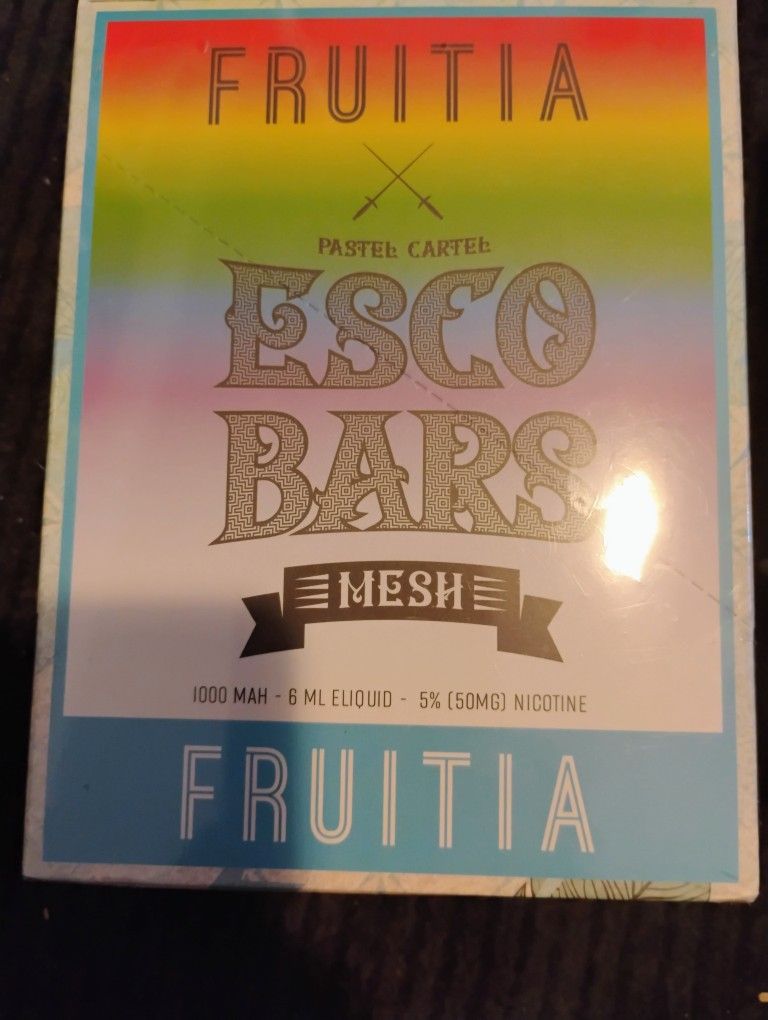 FRUITIA
PASTEL CARTEL
ESCO
BARS
MESH
1000 MAH - 6 ML ELIQUID - 5% (50MG) NICOTINE
FRUITIA